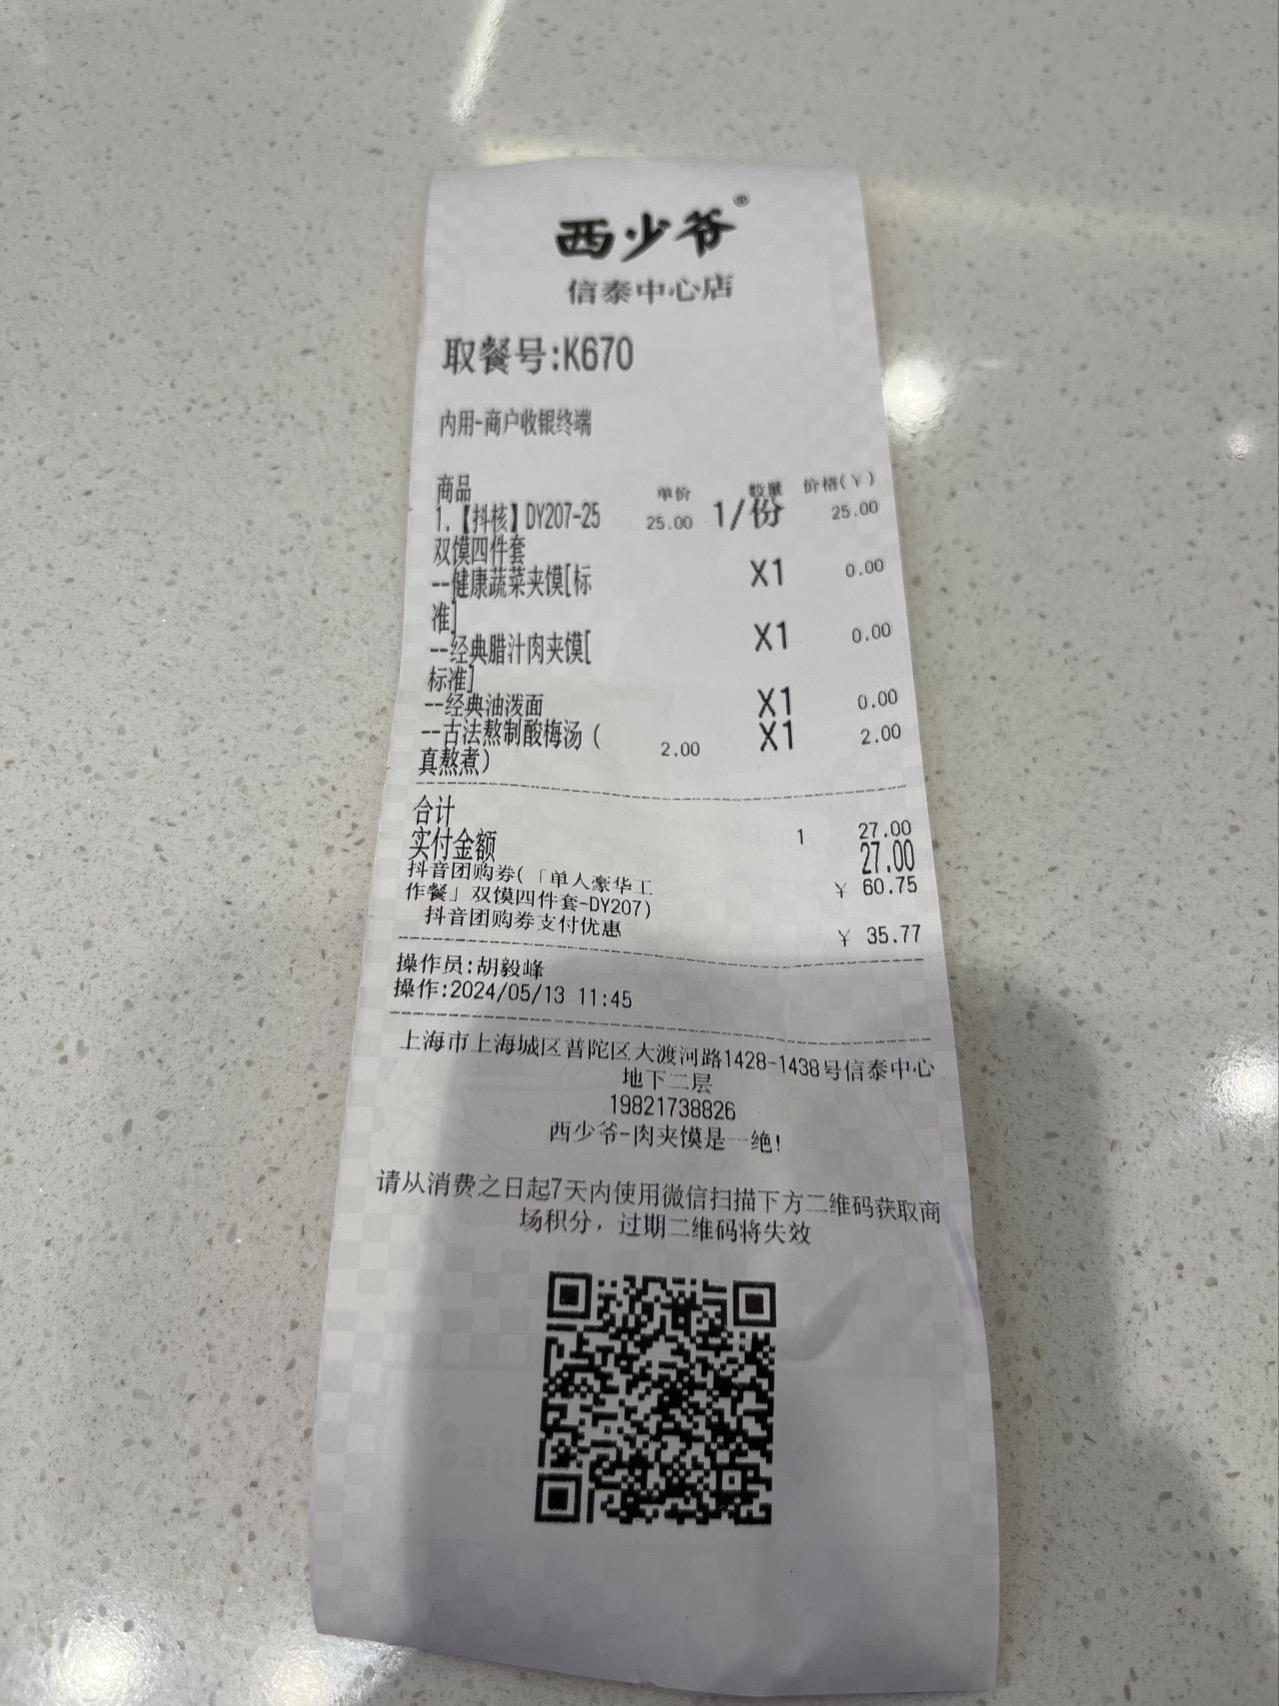 西少爷®
信泰中心店
取餐号:K670
内用-商户收银终端
商品 单价 数量 价格(¥)
1.【抖核】DY207-25 25.00 1/份 25.00
双馍四件套
--健康蔬菜夹馍[标 X1 0.00
准]
--经典腊汁肉夹馍[ X1 0.00
标准]
--经典油泼面 X1 0.00
--古法熬制酸梅汤( 2.00 X1 2.00
真熬煮)
合计 1 27.00
实付金额 27.00
抖音团购券(「单人豪华工 ¥ 60.75
作餐」双馍四件套-DY207)
抖音团购券支付优惠 ¥ 35.77
操作员:胡毅峰
操作:2024/05/13 11:45
上海市上海城区普陀区大渡河路1428-1438号信泰中心
地下二层
19821738826
西少爷-肉夹馍是一绝!
请从消费之日起7天内使用微信扫描下方二维码获取商
场积分，过期二维码将失效